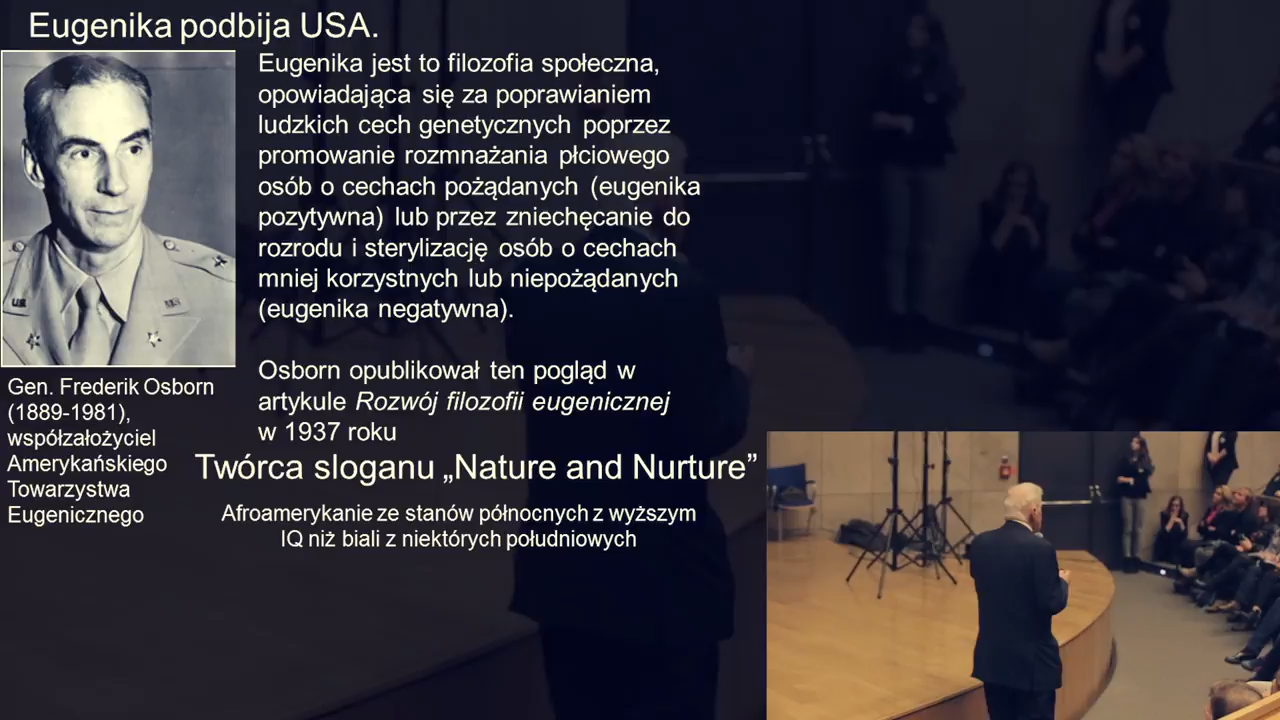 Eugenika podbija USA.
Eugenika jest to filozofia społeczna,
opowiadająca się za poprawianiem
ludzkich cech genetycznych poprzez
promowanie rozmnażania płciowego
osób o cechach pożądanych (eugenika
pozytywna) lub przez zniechęcanie do
rozrodu i sterylizację osób o cechach
mniej korzystnych lub niepożądanych
(eugenika negatywna).
Osborn opublikował ten pogląd w
artykule Rozwój filozofii eugenicznej
w 1937 roku
Gen. Frederik Osborn
(1889-1981),
współzałożyciel
Amerykańskiego
Towarzystwa
Eugenicznego
Twórca sloganu „Nature and Nurture”
Afroamerykanie ze stanów północnych z wyższym
IQ niż biali z niektórych południowych